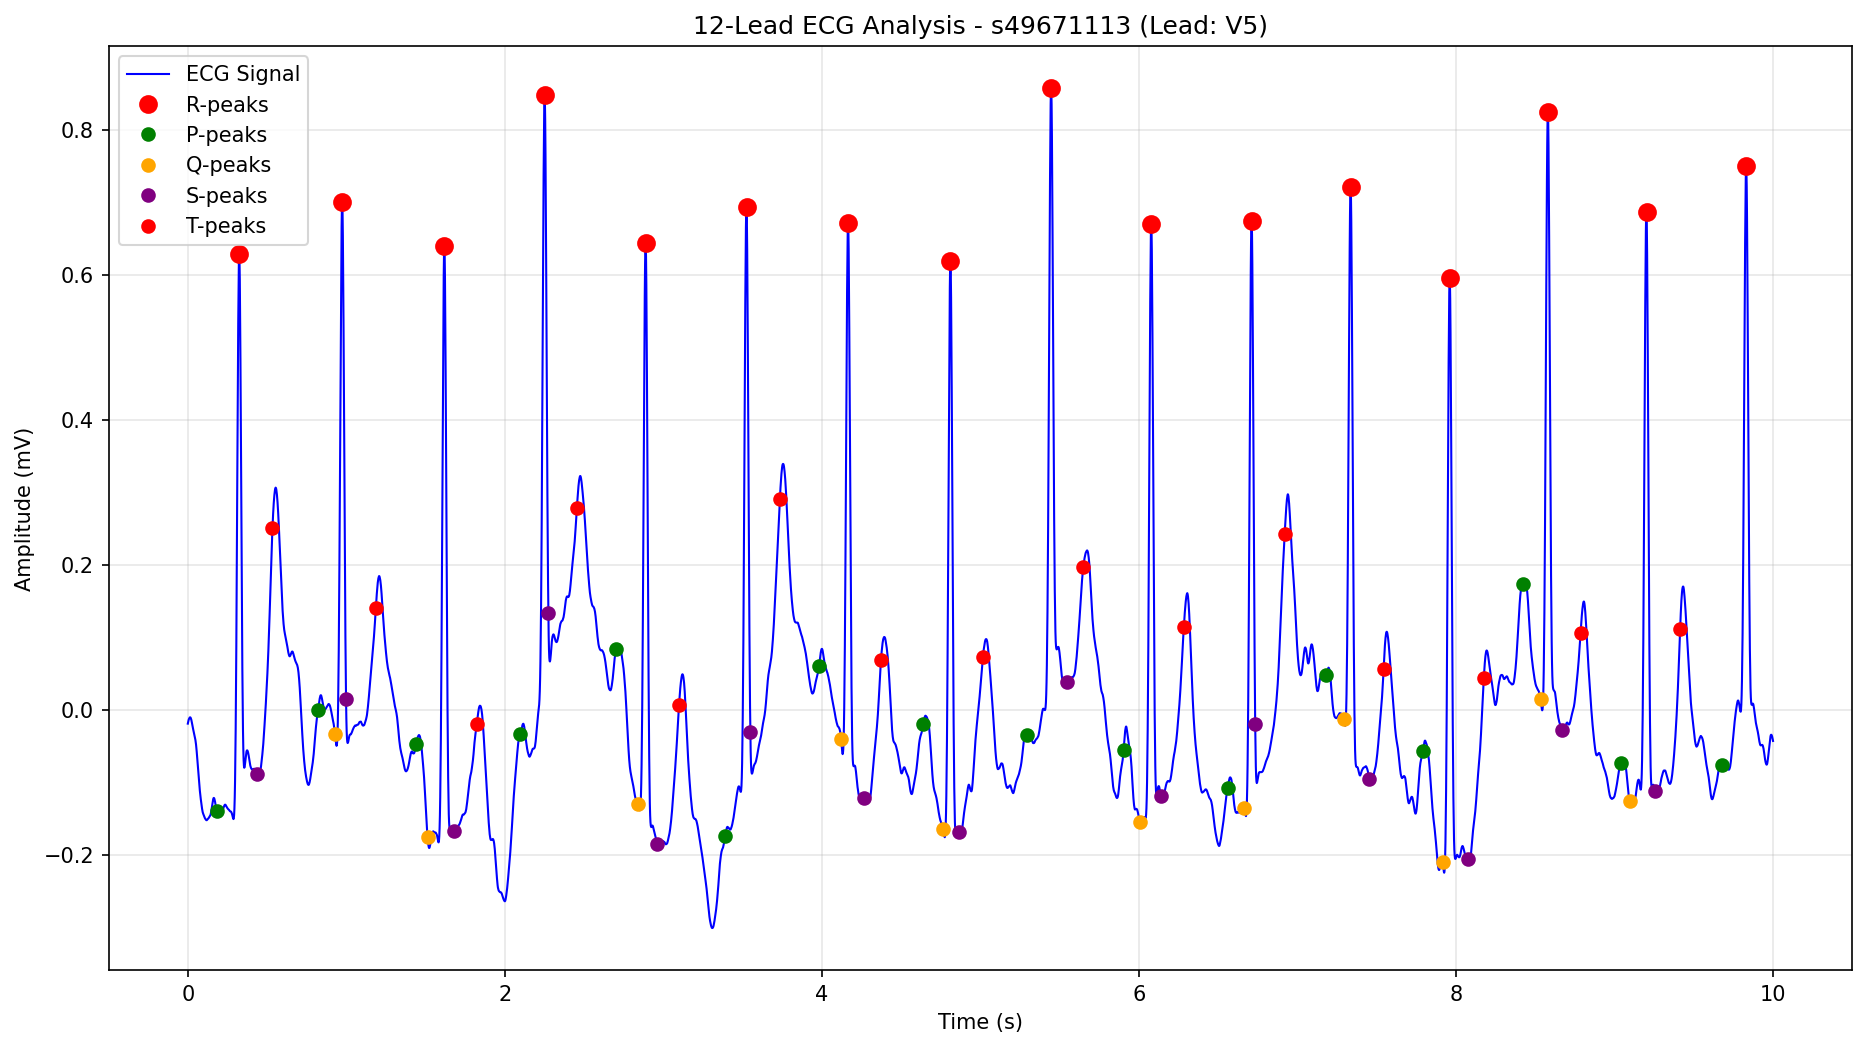 12-Lead ECG Analysis - s49671113 (Lead: V5)
ECG Signal
R-peaks
P-peaks
Q-peaks
S-peaks
T-peaks
Amplitude (mV)
0.8
0.6
0.4
0.2
0.0
−0.2
0 2 4 6 8 10
Time (s)